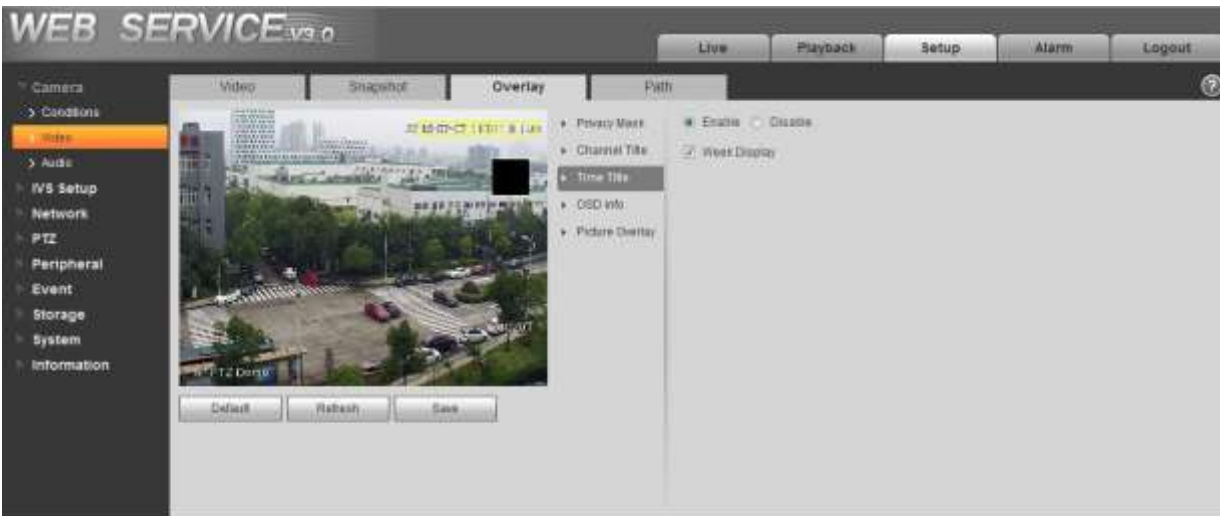 WEB SERVICE V3.0
Live
Playback
Setup
Alarm
Logout
Camera
Conditions
Video
Audio
IVS Setup
Network
PTZ
Peripheral
Event
Storage
System
Information
Video
Snapshot
Overlay
Path
Privacy Mask
Channel Title
Time Title
OSD Info
Picture Overlay
Enable
Disable
Week Display
PTZ Dome
Default
Refresh
Save